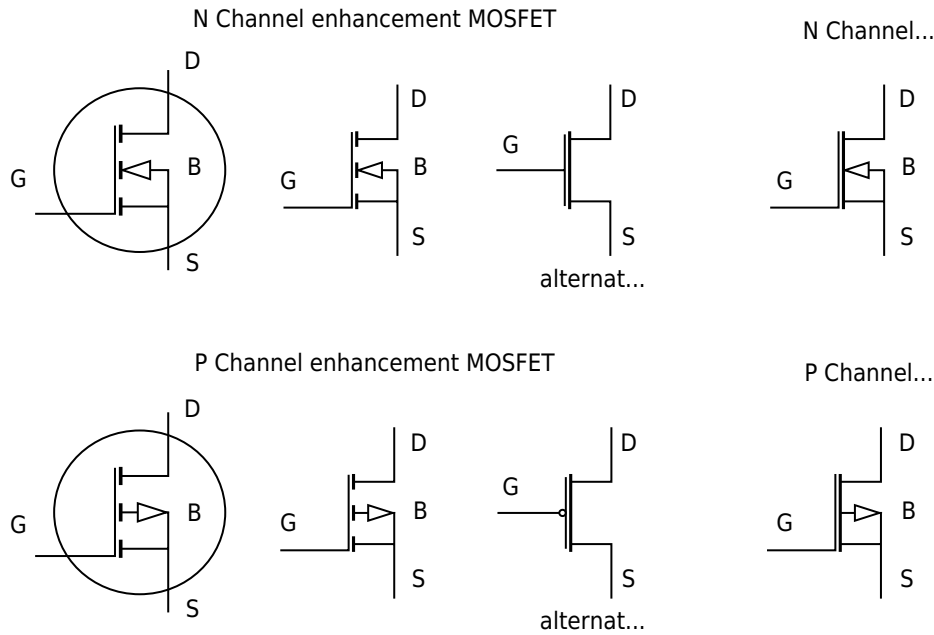 N Channel enhancement MOSFET
N Channel...
D
G
B
S
D
G
B
S
G
D
S
alternat...
D
G
B
S
P Channel enhancement MOSFET
P Channel...
D
G
B
S
D
G
B
S
G
D
S
alternat...
D
G
B
S